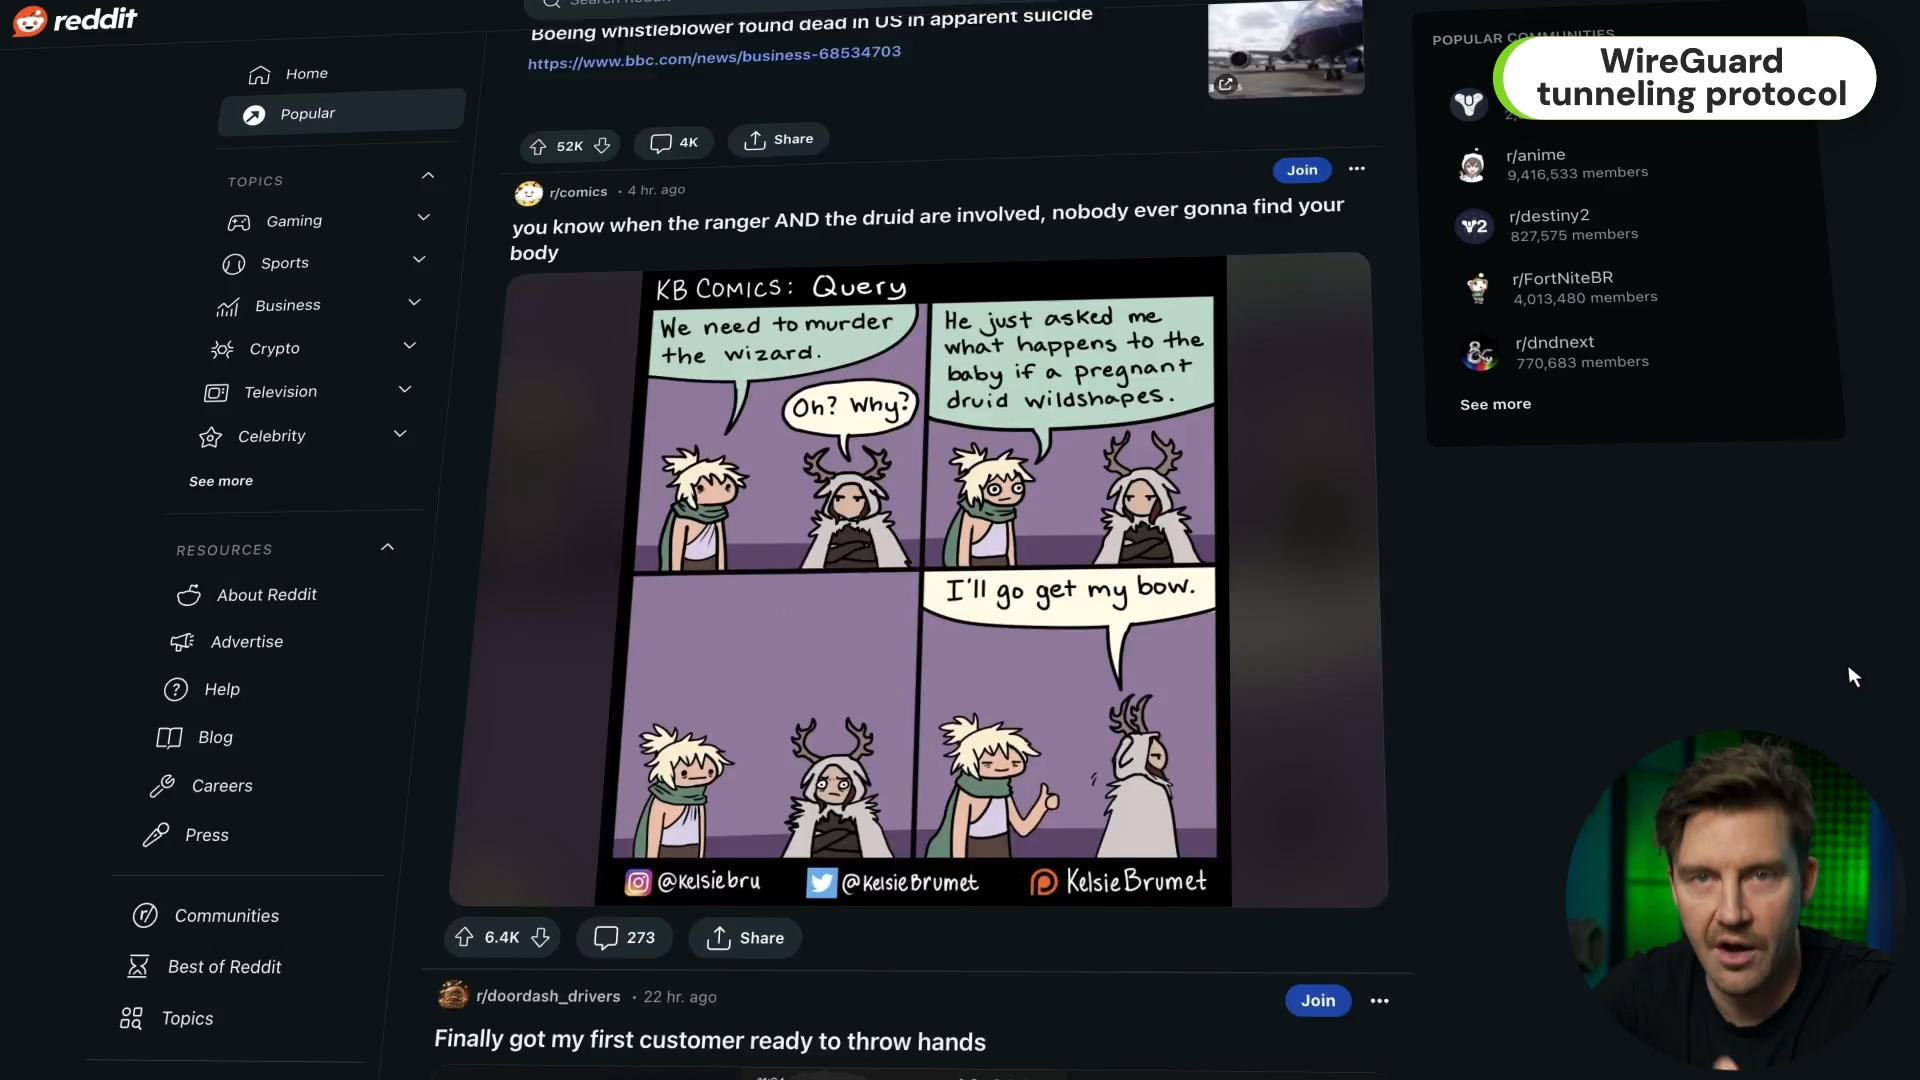 reddit
Home
Popular
TOPICS
Gaming
Sports
Business
Crypto
Television
Celebrity
See more
RESOURCES
About Reddit
Advertise
Help
Blog
Careers
Press
Communities
Best of Reddit
Topics
Boeing whistleblower found dead in US in apparent suicide
https://www.bbc.com/news/business-68534703
52K
4K
Share
r/comics • 4 hr. ago
Join
you know when the ranger AND the druid are involved, nobody ever gonna find your
body
KB COMICS: Query
We need to murder
the wizard.
Oh? Why?
He just asked me
what happens to the
baby if a pregnant
druid wildshapes.
I'll go get my bow.
@kelsiebru
@KelsieBrumet
KelsieBrumet
6.4K
273
Share
r/doordash_drivers • 22 hr. ago
Join
Finally got my first customer ready to throw hands
POPULAR COMMUNITIES
WireGuard
tunneling protocol
r/anime
9,416,533 members
r/destiny2
827,575 members
r/FortNiteBR
4,013,480 members
r/dndnext
770,683 members
See more